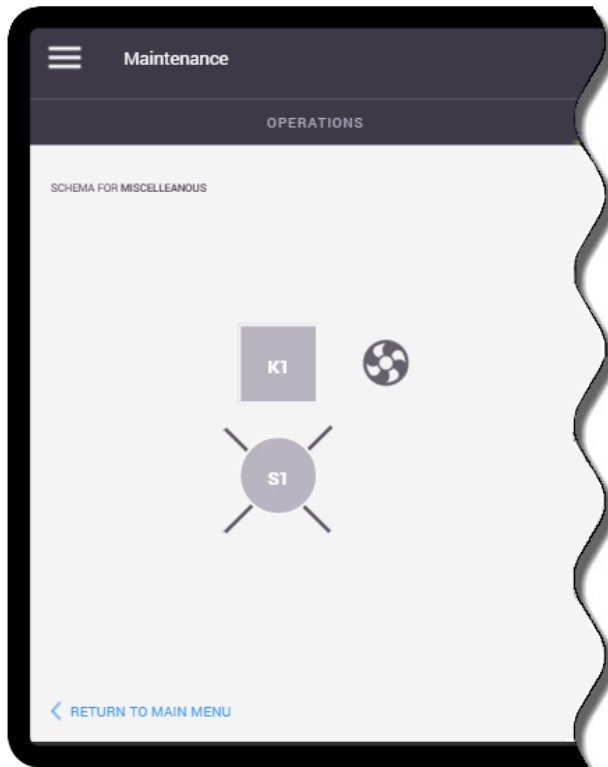 Maintenance
OPERATIONS
SCHEMA FOR MISCELLEANOUS
K1
S1
RETURN TO MAIN MENU